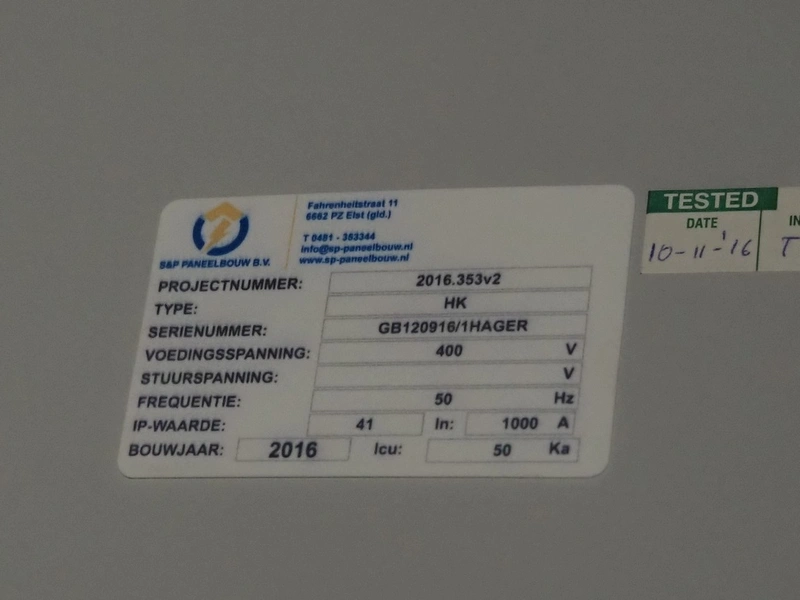 Fahrenheitstraat 11
6662 PZ Elst (gld.)
T 0481 - 353344
info@sp-paneelbouw.nl
www.sp-paneelbouw.nl
S&P PANEELBOUW B.V.
PROJECTNUMMER: 2016.353v2
TYPE: HK
SERIENUMMER: GB120916/1HAGER
VOEDINGSSPANNING: 400 V
STUURSPANNING: V
FREQUENTIE: 50 Hz
IP-WAARDE: 41 In: 1000 A
BOUWJAAR: 2016 Icu: 50 Ka
TESTED
DATE IN
10-11-'16 T